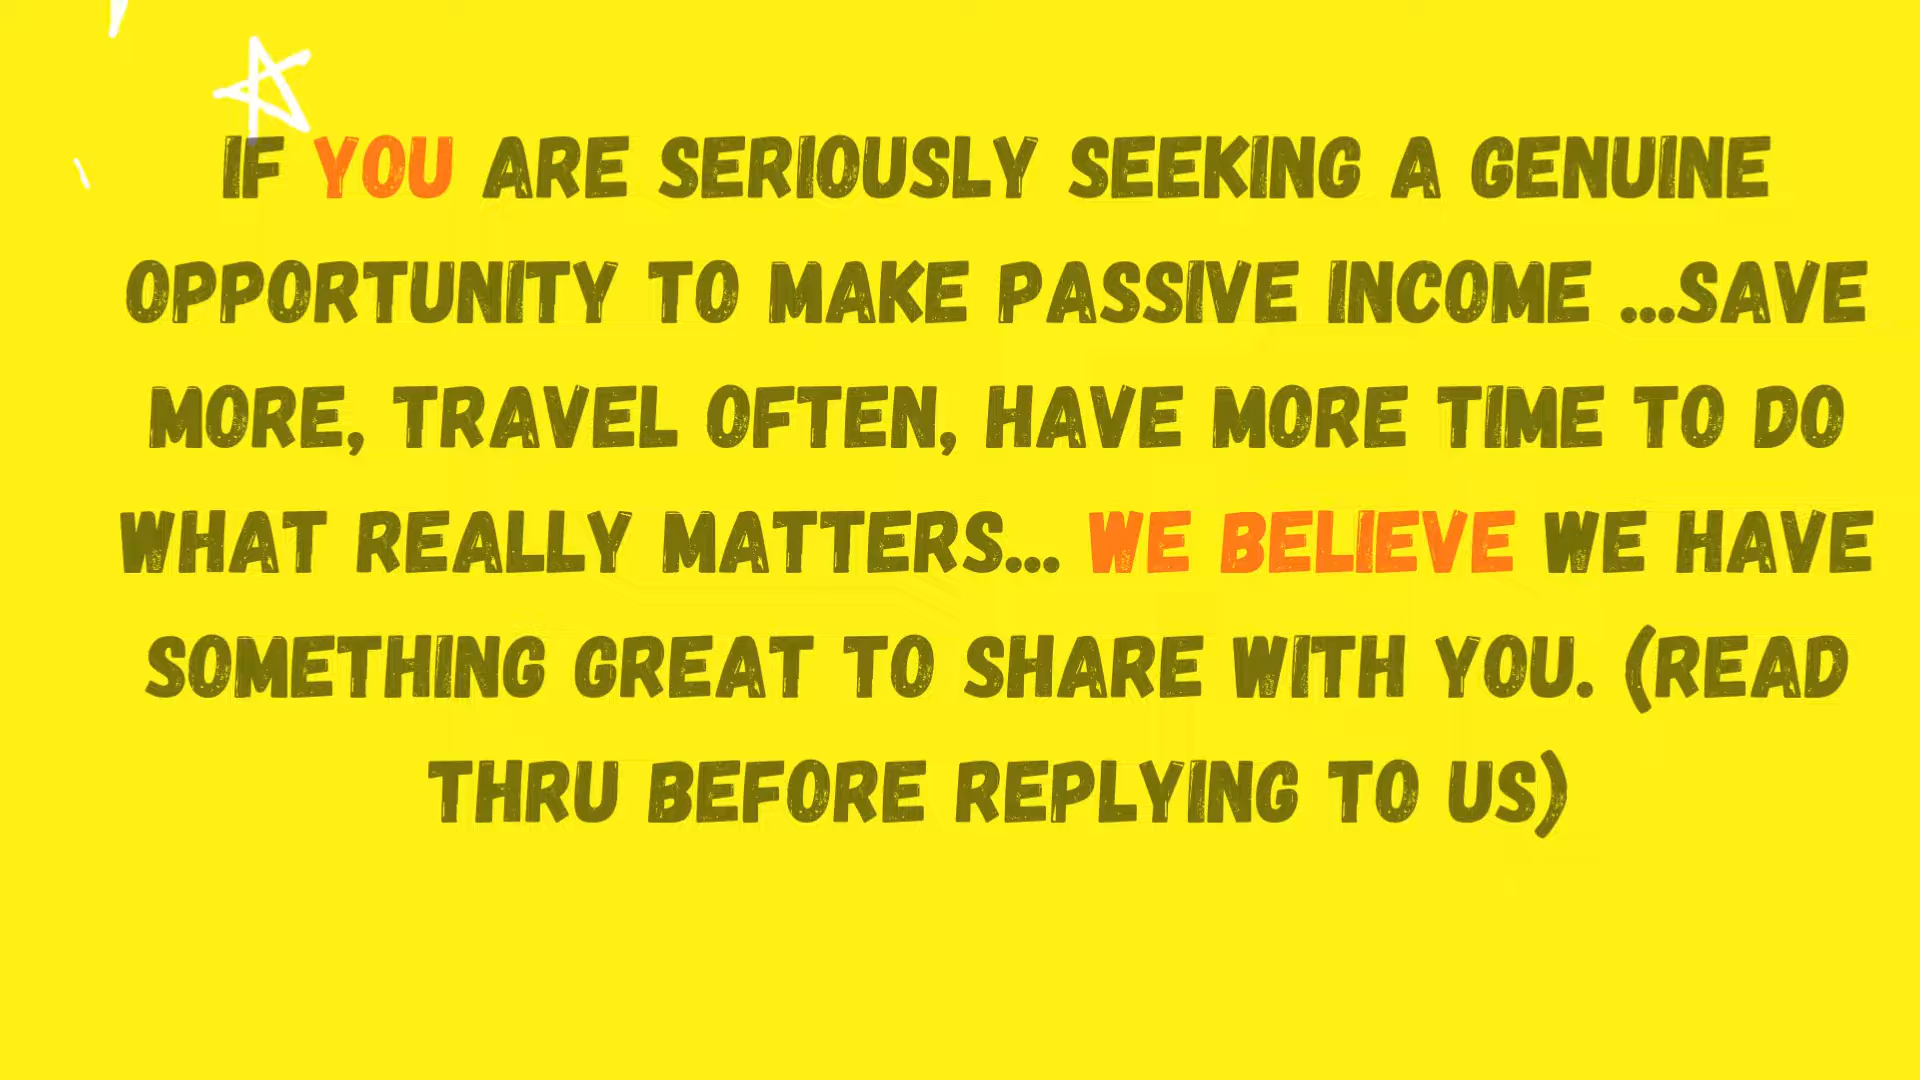 IF YOU ARE SERIOUSLY SEEKING A GENUINE
OPPORTUNITY TO MAKE PASSIVE INCOME ...SAVE
MORE, TRAVEL OFTEN, HAVE MORE TIME TO DO
WHAT REALLY MATTERS... WE BELIEVE WE HAVE
SOMETHING GREAT TO SHARE WITH YOU. (READ
THRU BEFORE REPLYING TO US)